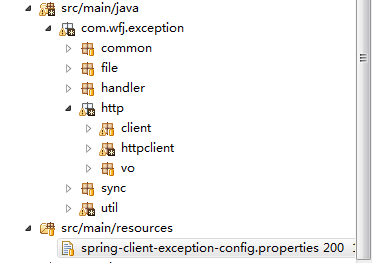 src/main/java
com.wfj.exception
common
file
handler
http
client
httpclient
vo
sync
util
src/main/resources
spring-client-exception-config.properties 200